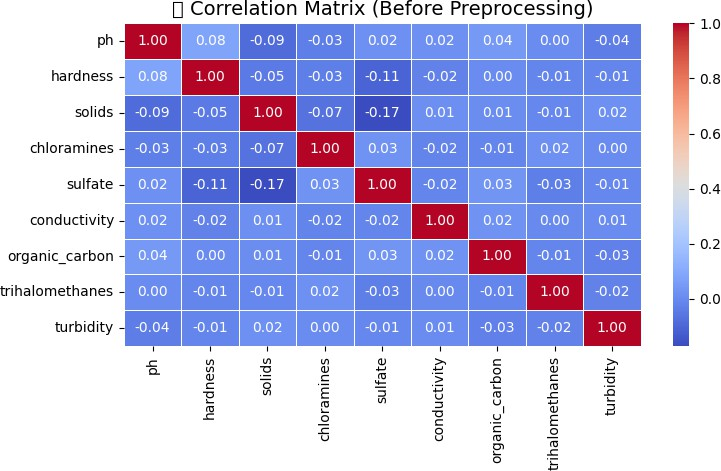 Correlation Matrix (Before Preprocessing)
ph 1.00 0.08 -0.09 -0.03 0.02 0.02 0.04 0.00 -0.04
hardness 0.08 1.00 -0.05 -0.03 -0.11 -0.02 0.00 -0.01 -0.01
solids -0.09 -0.05 1.00 -0.07 -0.17 0.01 0.01 -0.01 0.02
chloramines -0.03 -0.03 -0.07 1.00 0.03 -0.02 -0.01 0.02 0.00
sulfate 0.02 -0.11 -0.17 0.03 1.00 -0.02 0.03 -0.03 -0.01
conductivity 0.02 -0.02 0.01 -0.02 -0.02 1.00 0.02 0.00 0.01
organic_carbon 0.04 0.00 0.01 -0.01 0.03 0.02 1.00 -0.01 -0.03
trihalomethanes 0.00 -0.01 -0.01 0.02 -0.03 0.00 -0.01 1.00 -0.02
turbidity -0.04 -0.01 0.02 0.00 -0.01 0.01 -0.03 -0.02 1.00
ph
hardness
solids
chloramines
sulfate
conductivity
organic_carbon
trihalomethanes
turbidity
1.0
0.8
0.6
0.4
0.2
0.0